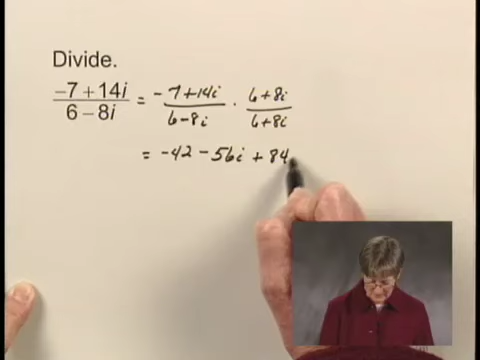 Divide.
-7 + 14i / 6 - 8i = -7+14i / 6-8i · 6+8i / 6+8i
= -42 - 56i + 84